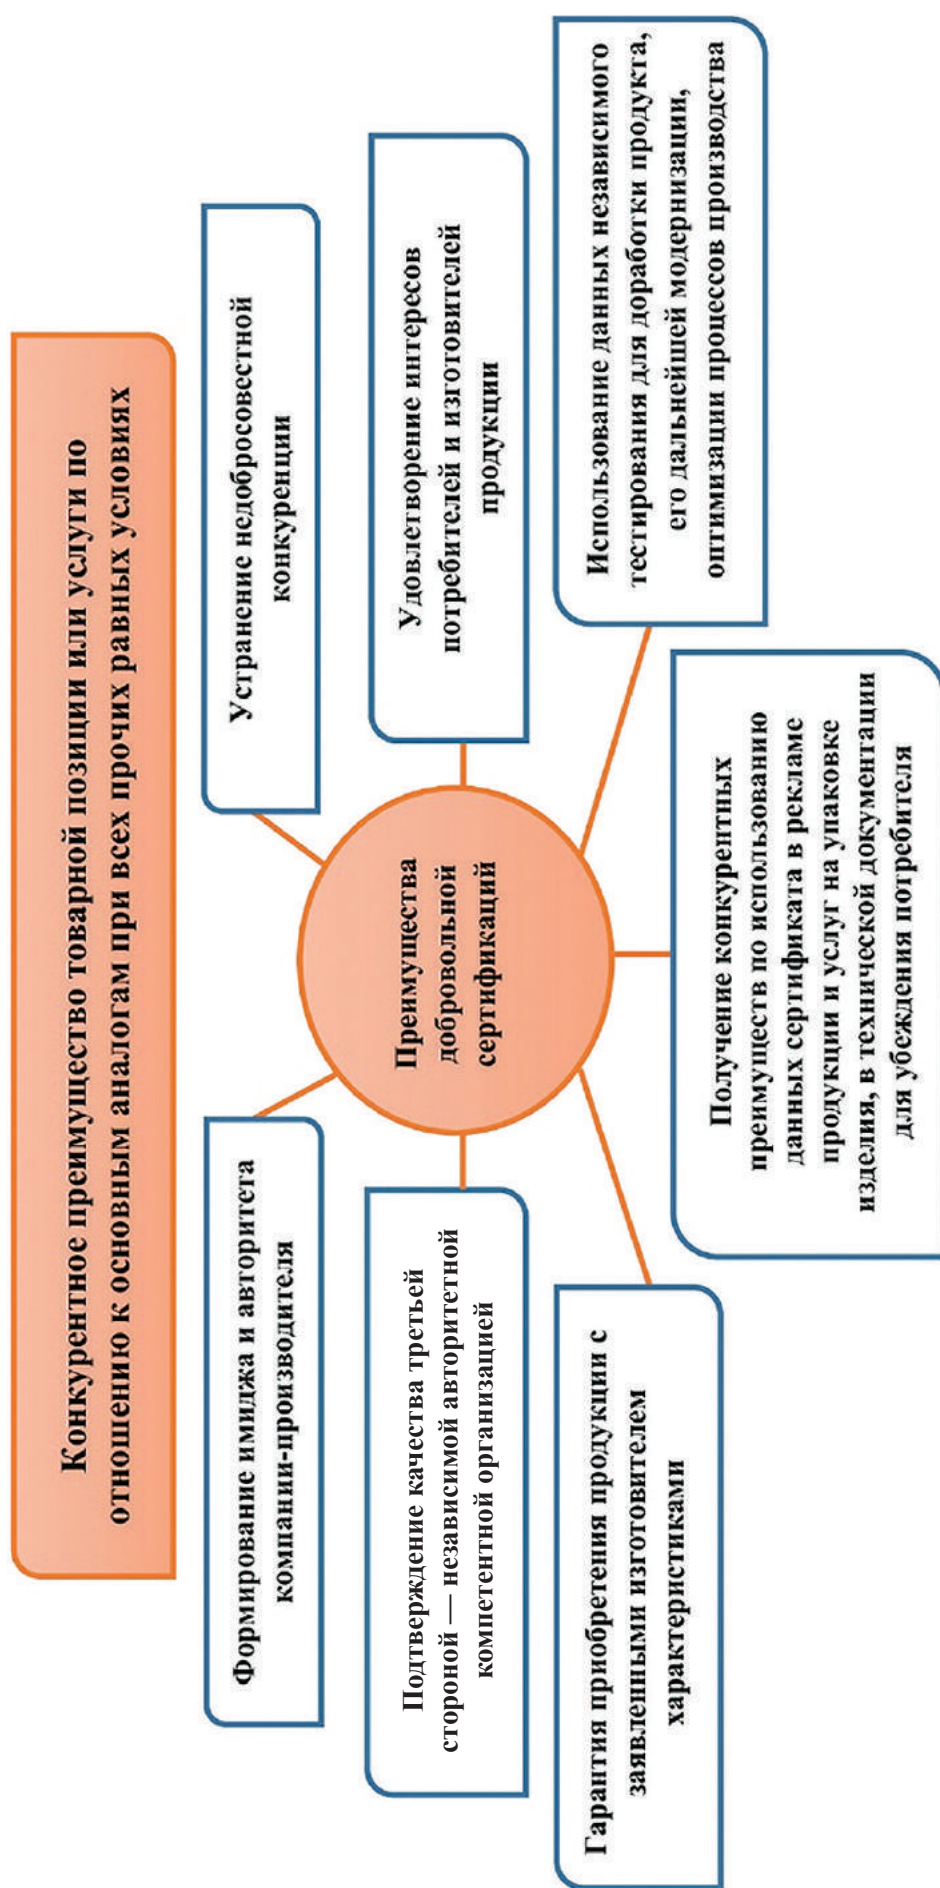 Конкурентное преимущество товарной позиции или услуги по
отношению к основным аналогам при всех прочих равных условиях
Формирование имиджа и авторитета
компании-производителя
Устранение недобросовестной
конкуренции
Подтверждение качества третьей
стороной — независимой авторитетной
компетентной организацией
Преимущества
добровольной
сертификаций
Удовлетворение интересов
потребителей и изготовителей
продукции
Гарантия приобретения продукции с
заявленными изготовителем
характеристиками
Получение конкурентных
преимуществ по использованию
данных сертификата в рекламе
продукции и услуг на упаковке
изделия, в технической документации
для убеждения потребителя
Использование данных независимого
тестирования для доработки продукта,
его дальнейшей модернизации,
оптимизации процессов производства